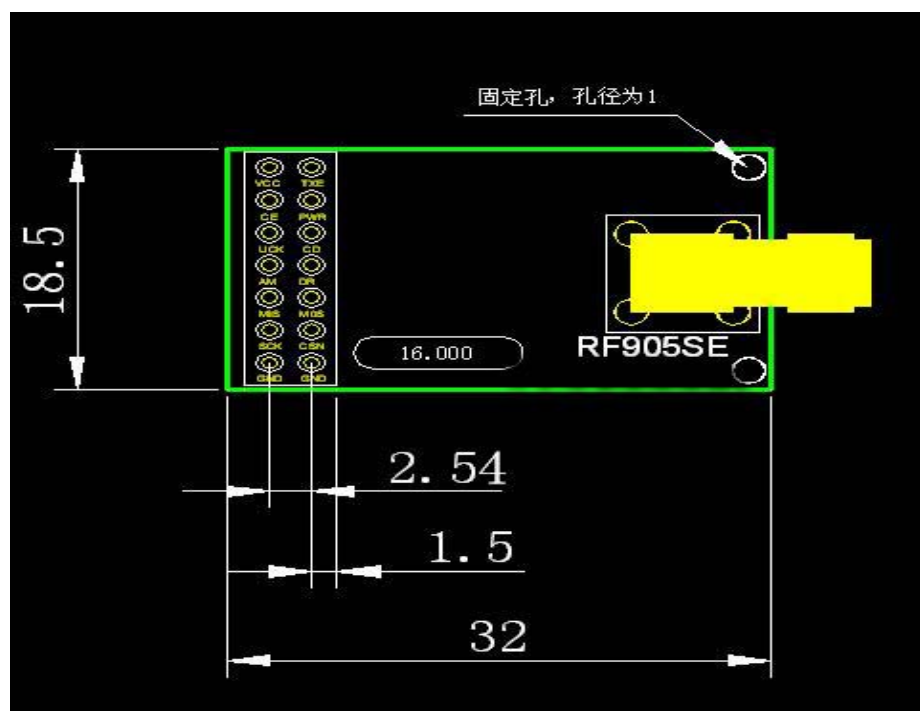 固定孔，孔径为1
18.5
VCC TXE
CE PWR
UCK CD
AM DR
MIS MOS
SCK CSN
GND GND
16.000
RF905SE
2.54
1.5
32